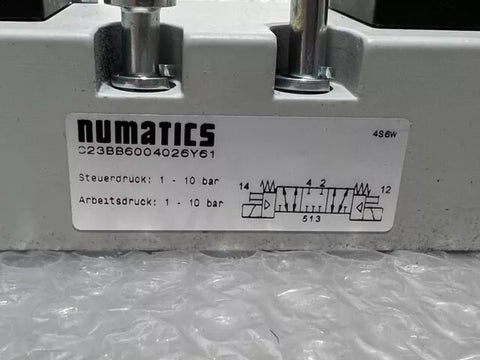 numatics
4S6W
C23BB6004026Y61
Steuerdruck: 1 - 10 bar
Arbeitsdruck: 1 - 10 bar
14
4 2
12
513